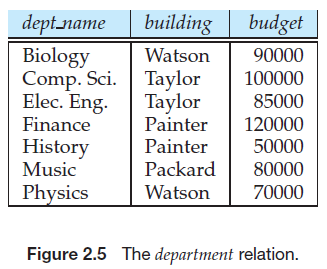 dept_name building budget
Biology Watson 90000
Comp. Sci. Taylor 100000
Elec. Eng. Taylor 85000
Finance Painter 120000
History Painter 50000
Music Packard 80000
Physics Watson 70000
Figure 2.5 The department relation.